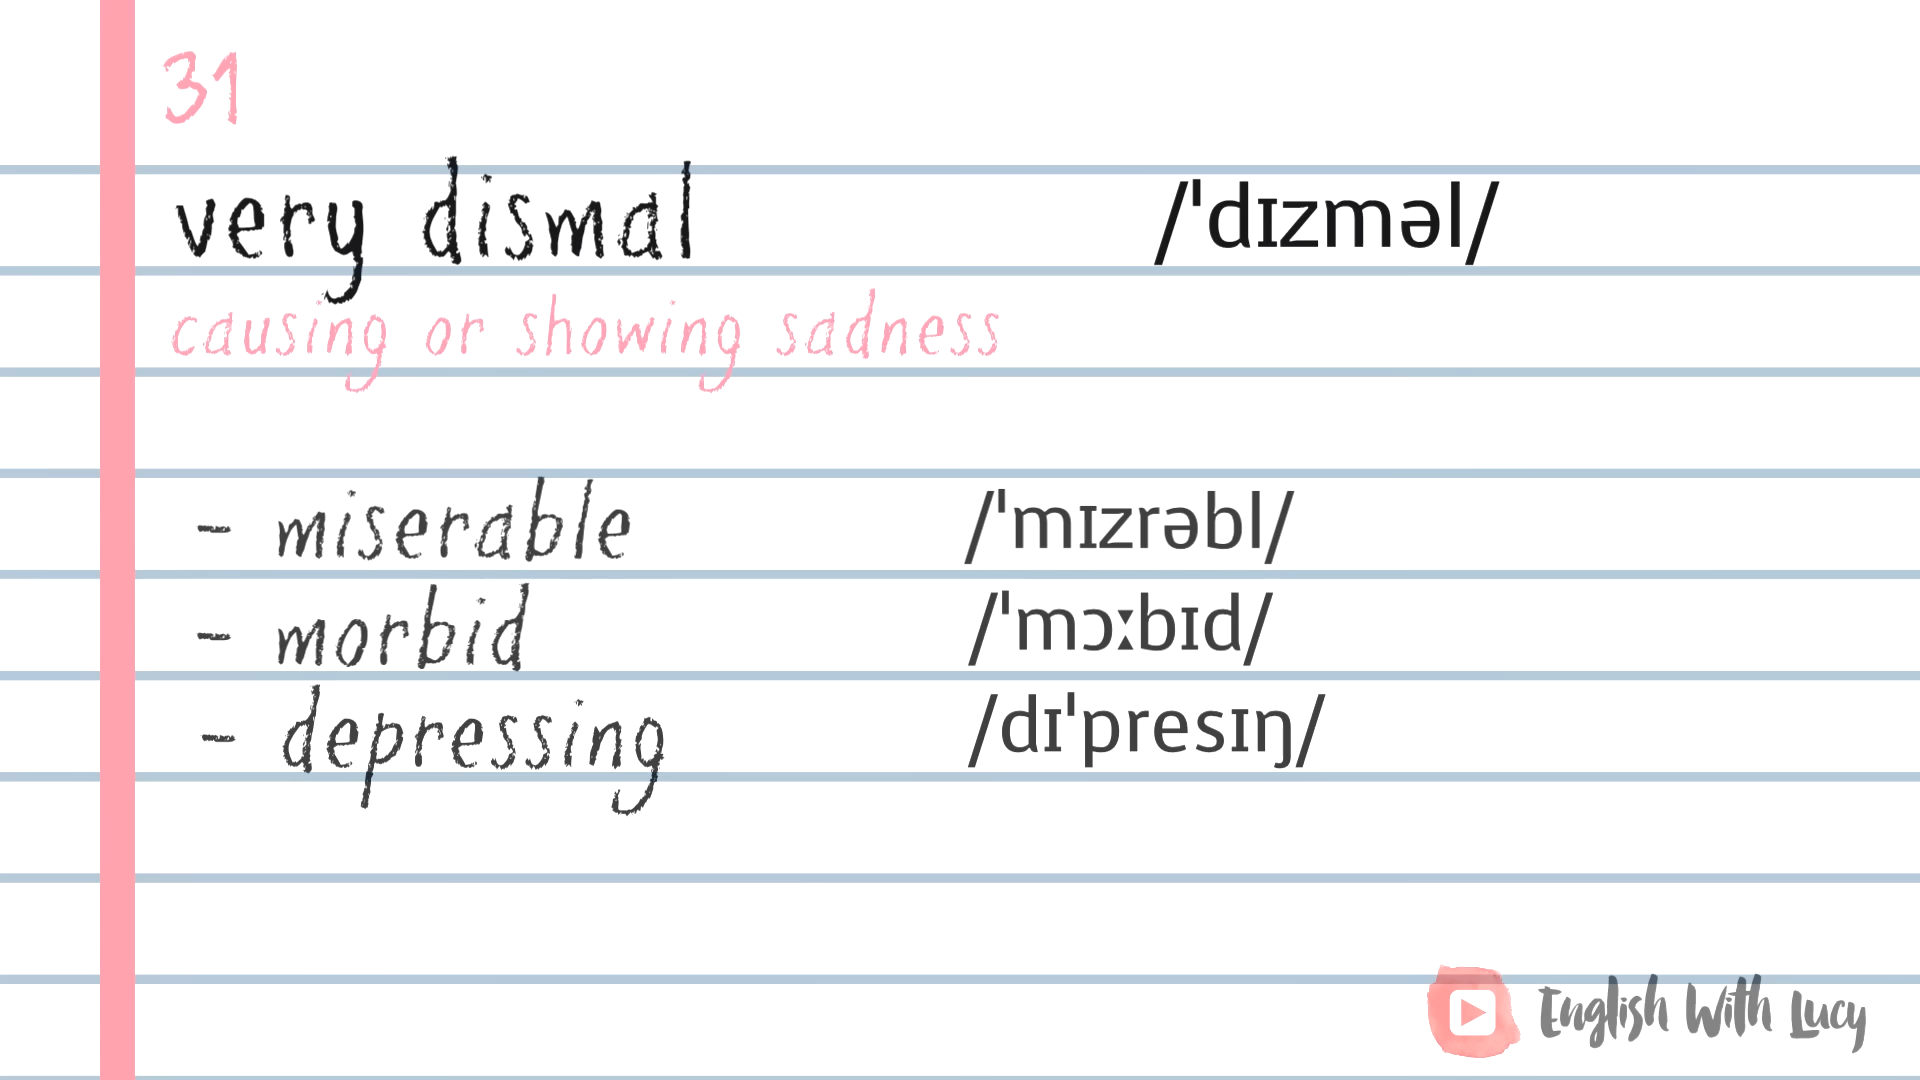 31
very dismal /ˈdɪzməl/
causing or showing sadness
- miserable /ˈmɪzrəbl/
- morbid /ˈmɔːbɪd/
- depressing /dɪˈpresɪŋ/
English With Lucy